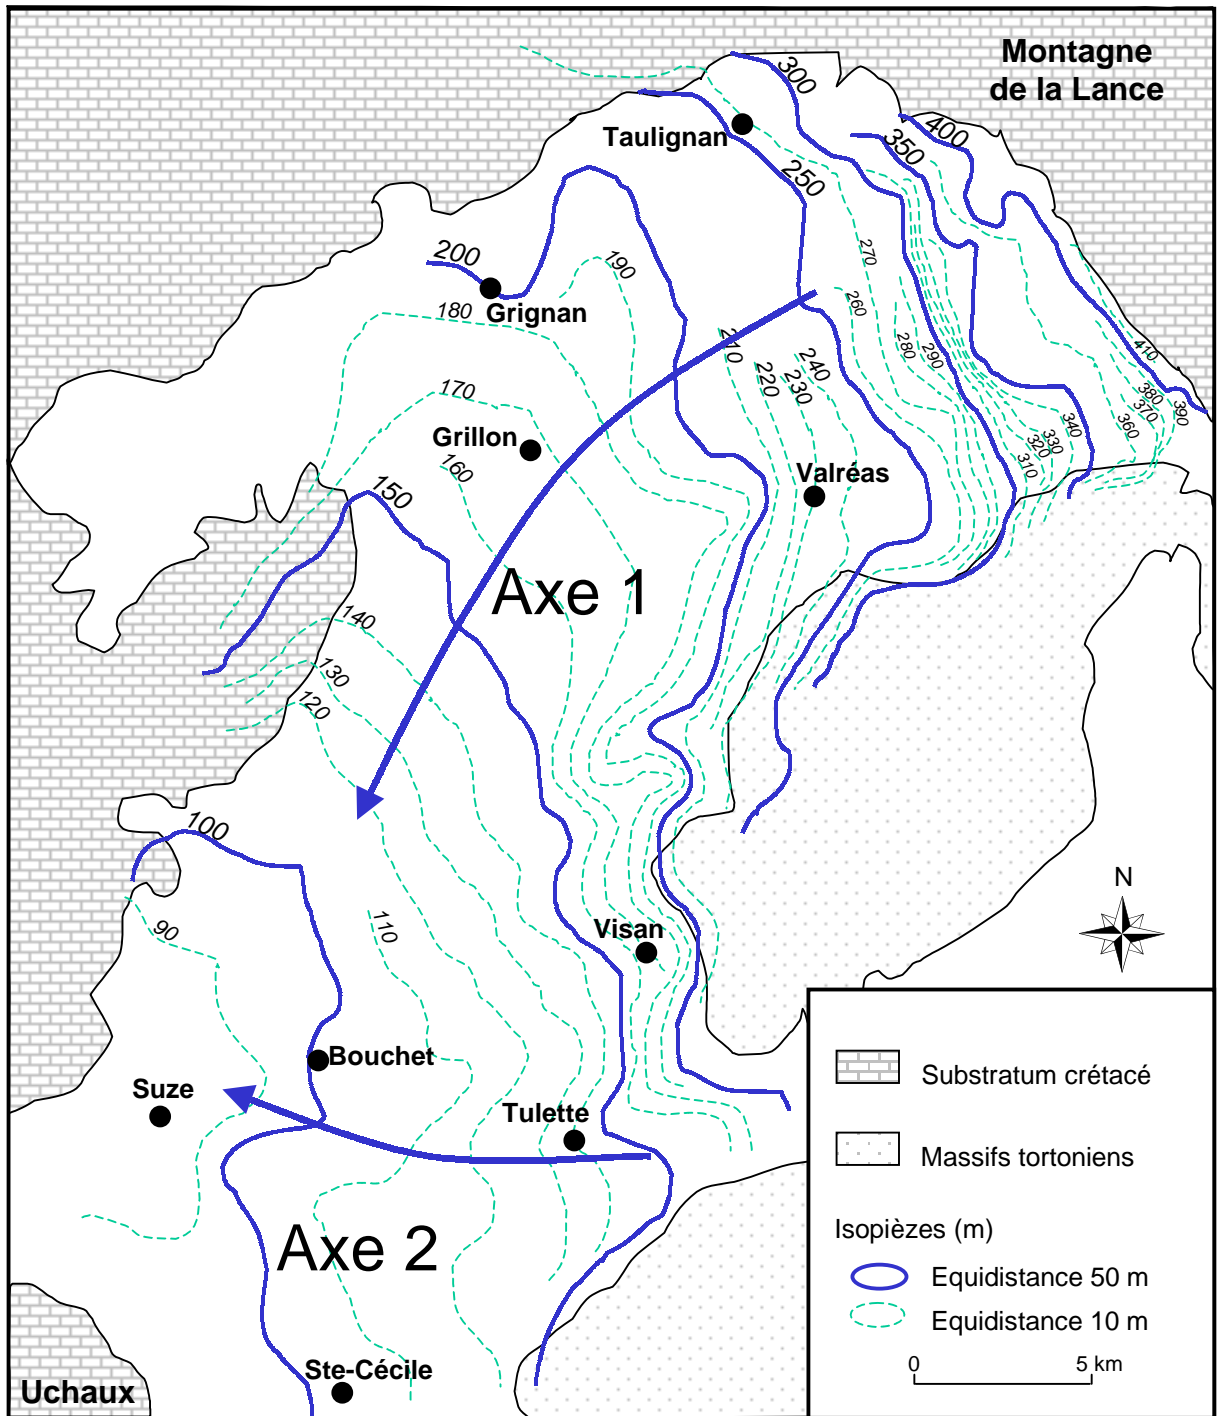 Montagne
de la Lance
300
Taulignan
400
350
250
200
190
270
Grignan
180
260
210
280
290
410
240
220
230
170
380
370
390
360
340
330
320
310
Grillon
160
Valréas
150
Axe 1
140
130
120
100
N
90
110
Visan
Bouchet
Suze
Tulette
Axe 2
Ste-Cécile
Uchaux
Substratum crétacé
Massifs tortoniens
Isopièzes (m)
Equidistance 50 m
Equidistance 10 m
0
5 km